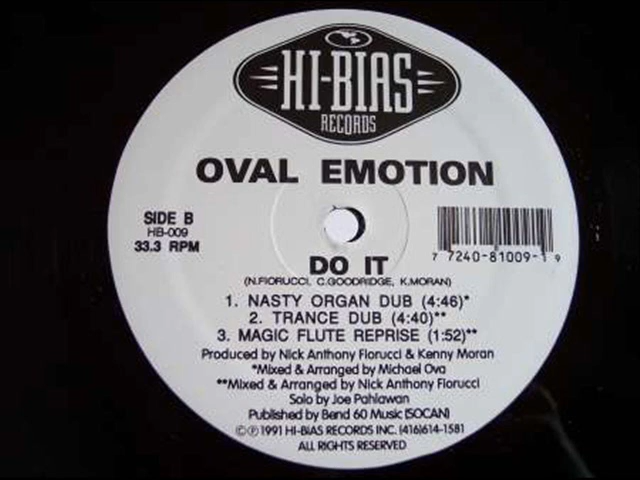 HI-BIAS
RECORDS
OVAL EMOTION
SIDE B
HB-009
33.3 RPM
7 7240-81009-1 9
DO IT
(N.FIORUCCI, C.GOODRIDGE, K.MORAN)
1. NASTY ORGAN DUB (4:46)*
2. TRANCE DUB (4:40)**
3. MAGIC FLUTE REPRISE (1:52)**
Produced by Nick Anthony Fiorucci & Kenny Moran
*Mixed & Arranged by Michael Ova
**Mixed & Arranged by Nick Anthony Fiorucci
Solo by Joe Pahlawan
Published by Bend 60 Music (SOCAN)
©℗1991 HI-BIAS RECORDS INC. (416)614-1581
ALL RIGHTS RESERVED